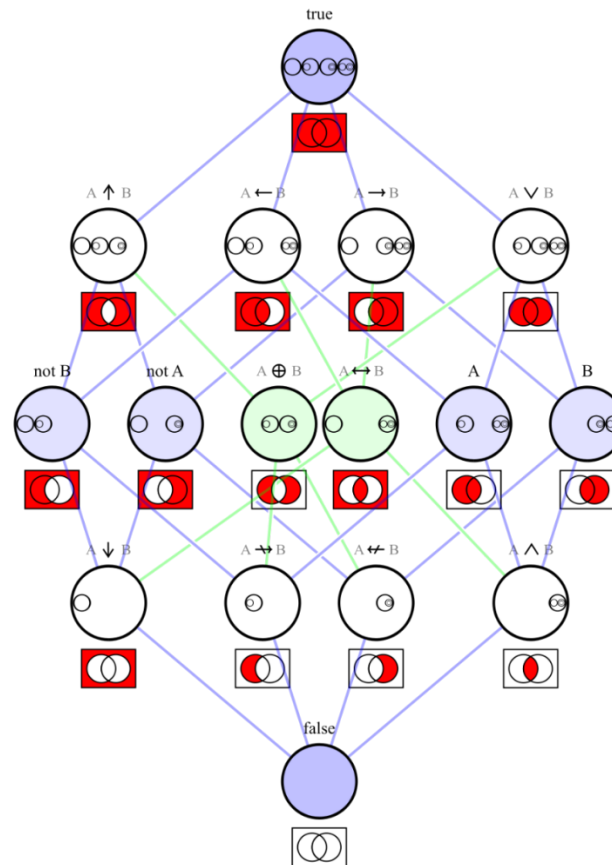 true
A ↑ B
A ← B
A → B
A ∨ B
not B
not A
A ⊕ B
A ↔ B
A
B
A ↓ B
A ↛ B
A ↚ B
A ∧ B
false